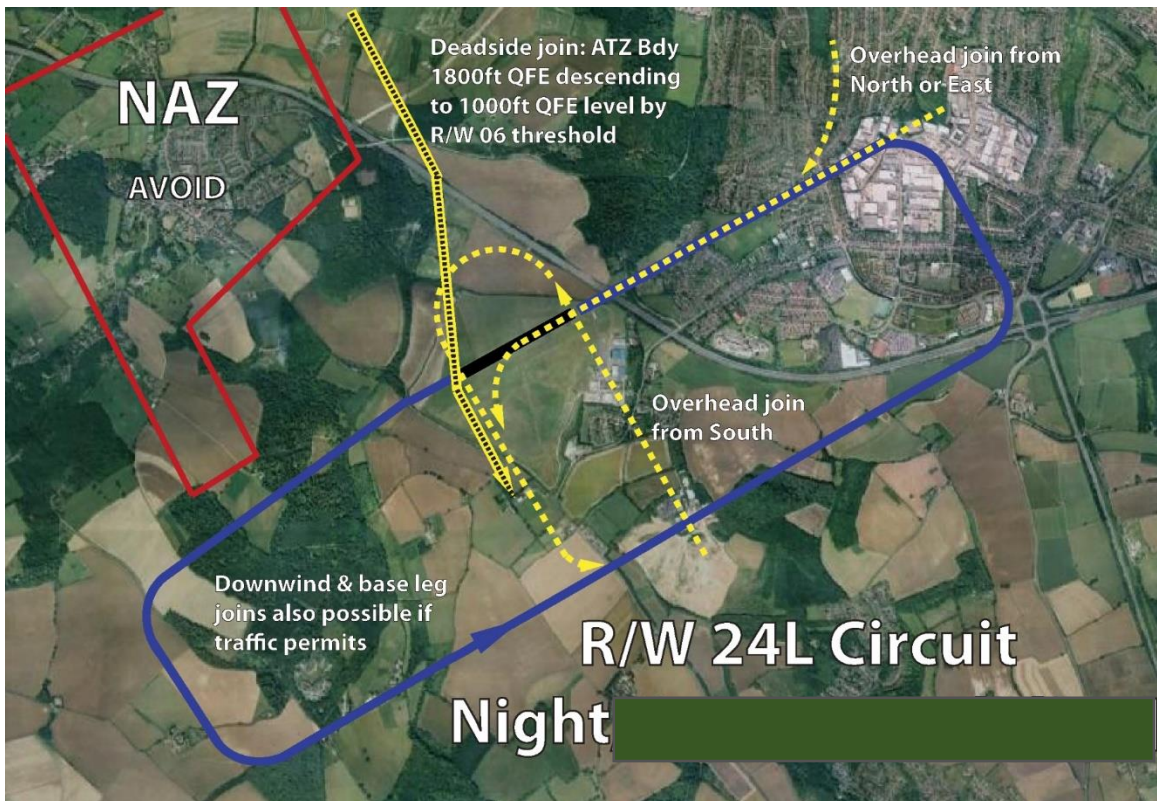 NAZ
AVOID
Deadside join: ATZ Bdy
1800ft QFE descending
to 1000ft QFE level by
R/W 06 threshold
Overhead join from
North or East
Overhead join
from South
Downwind & base leg
joins also possible if
traffic permits
R/W 24L Circuit
Night